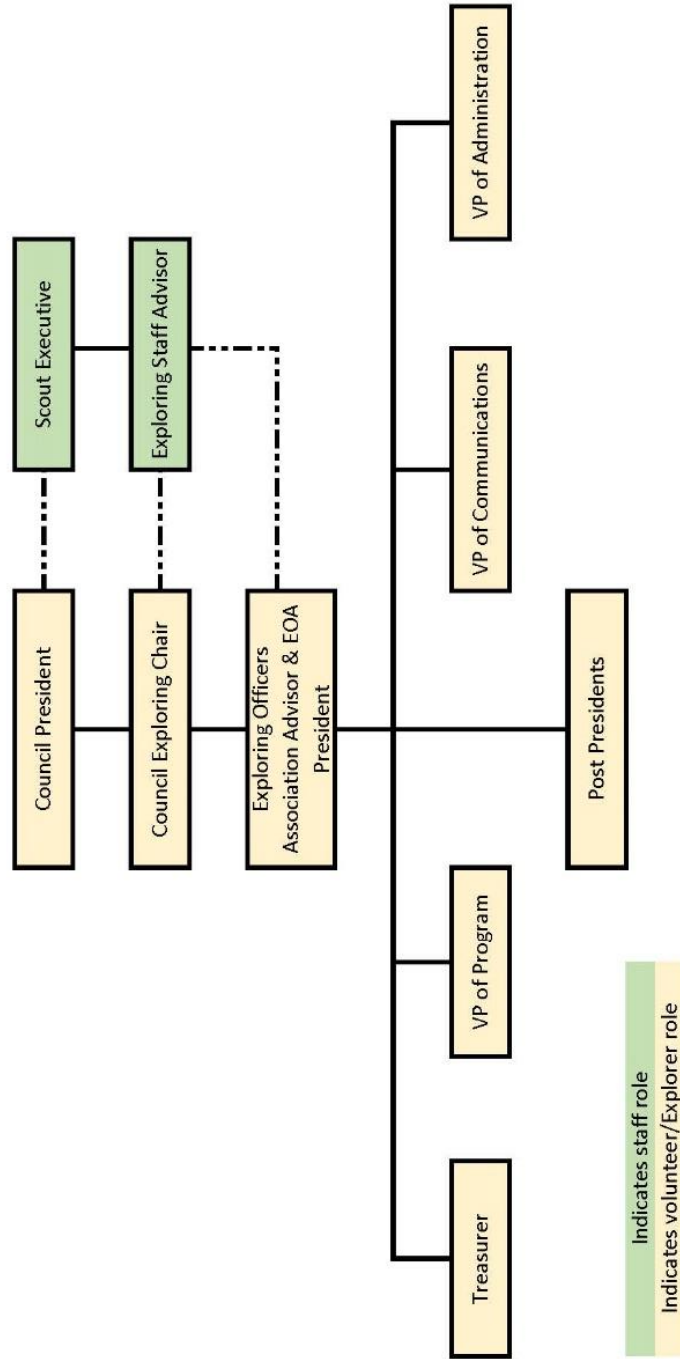 Council President
Scout Executive
Council Exploring Chair
Exploring Staff Advisor
Exploring Officers
Association Advisor & EOA
President
Treasurer
VP of Program
VP of Communications
VP of Administration
Post Presidents
Indicates staff role
Indicates volunteer/Explorer role